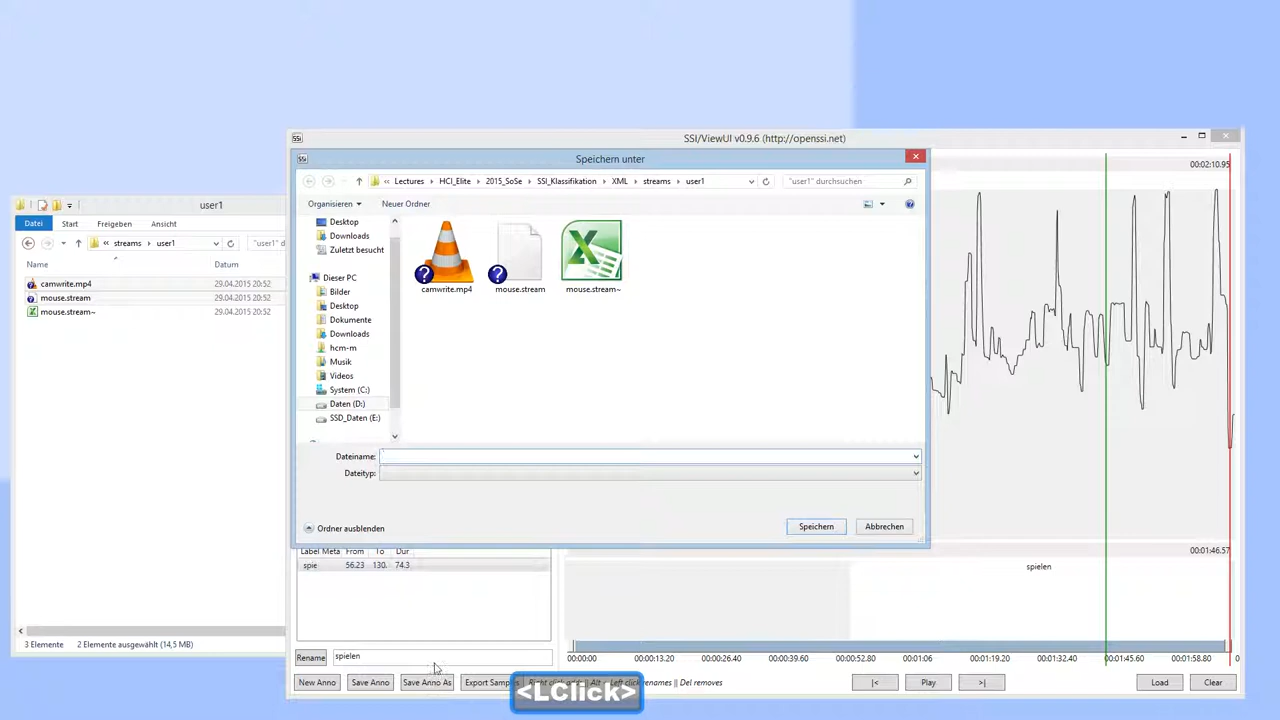 SSI/ViewUI v0.9.6 (http://openssi.net)
Speichern unter
00:02:10.95
Lectures HCI_Elite 2015_SoSe SSI_Klassifikation XML streams user1
"user1" durchsuchen
Organisieren Neuer Ordner
user1
Datei Start Freigeben Ansicht
streams user1
Name Datum
camwrite.mp4 29.04.2015 20:52
mouse.stream 29.04.2015 20:52
mouse.stream~ 29.04.2015 20:52
Desktop
Downloads
Zuletzt besucht
Dieser PC
Bilder
Desktop
Dokumente
Downloads
hcm-m
Musik
Videos
System (C:)
Daten (D:)
SSD_Daten (E:)
camwrite.mp4 mouse.stream mouse.stream~
Dateiname:
Dateityp:
Ordner ausblenden Speichern Abbrechen
Label Meta From To Dur
spie 56.23 130. 74.3
00:01:46.57
spielen
3 Elemente 2 Elemente ausgewählt (14,5 MB)
Rename spielen
00:00:00 00:00:13.20 00:00:26.40 00:00:39.60 00:00:52.80 00:01:06 00:01:19.20 00:01:32.40 00:01:45.60 00:01:58.80 0
New Anno Save Anno Save Anno As Export
Left click renames || Del removes
|< Play >| Load Clear
<LClick>